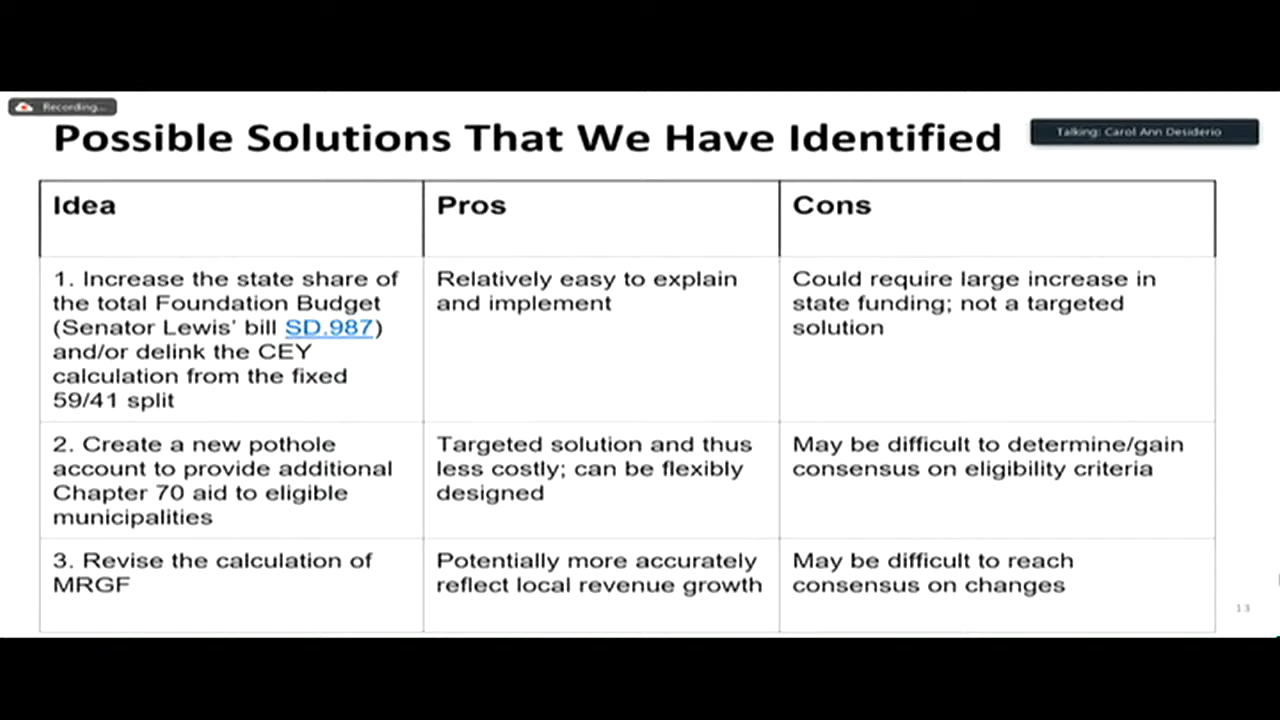 Recording...
Possible Solutions That We Have Identified
Talking: Carol Ann Desiderio
Idea
Pros
Cons
1. Increase the state share of
the total Foundation Budget
(Senator Lewis' bill SD.987)
and/or delink the CEY
calculation from the fixed
59/41 split
Relatively easy to explain
and implement
Could require large increase in
state funding; not a targeted
solution
2. Create a new pothole
account to provide additional
Chapter 70 aid to eligible
municipalities
Targeted solution and thus
less costly; can be flexibly
designed
May be difficult to determine/gain
consensus on eligibility criteria
3. Revise the calculation of
MRGF
Potentially more accurately
reflect local revenue growth
May be difficult to reach
consensus on changes
13